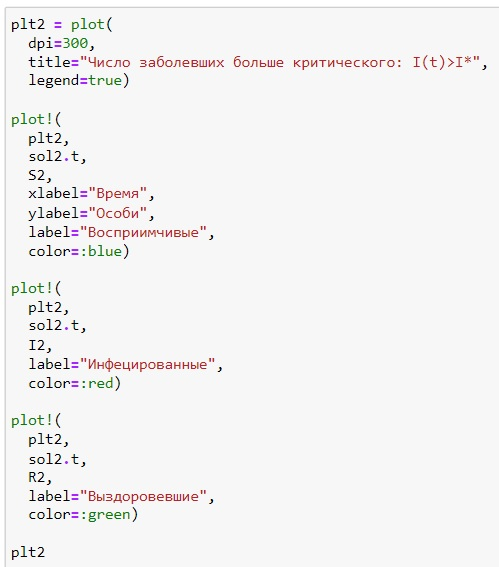 plt2 = plot(
  dpi=300,
  title="Число заболевших больше критического: I(t)>I*",
  legend=true)

plot!(
  plt2,
  sol2.t,
  S2,
  xlabel="Время",
  ylabel="Особи",
  label="Восприимчивые",
  color=:blue)

plot!(
  plt2,
  sol2.t,
  I2,
  label="Инфецированные",
  color=:red)

plot!(
  plt2,
  sol2.t,
  R2,
  label="Выздоровевшие",
  color=:green)

plt2